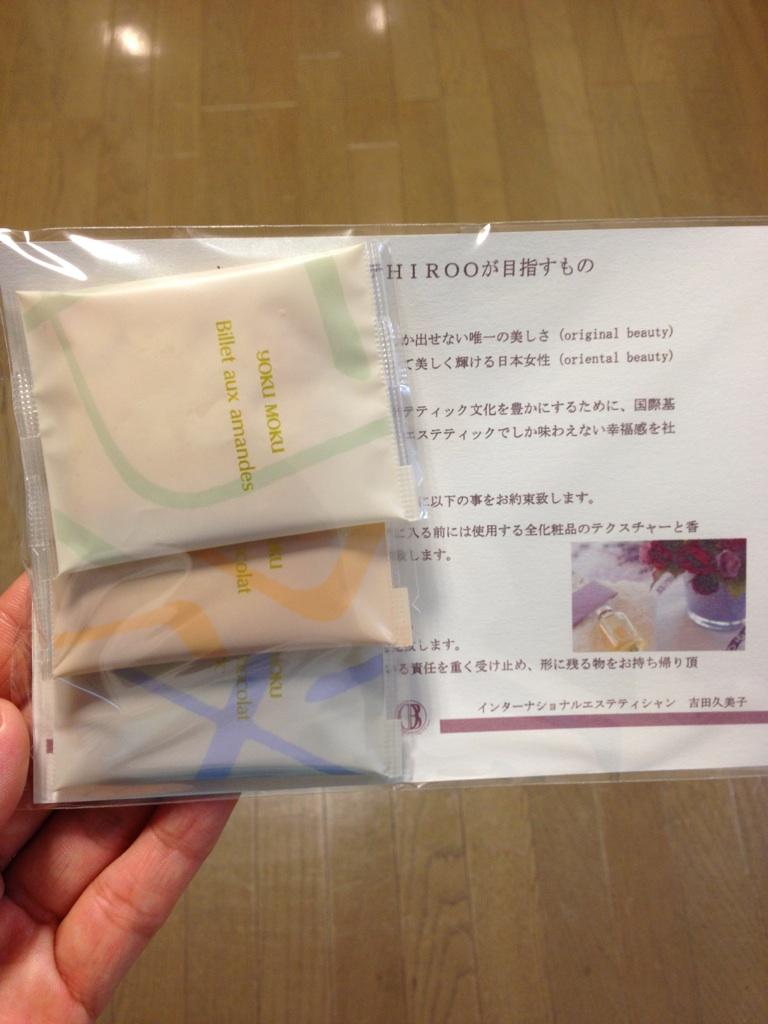 YOKU MOKU
Billet aux amandes
KU
colat
OKU
ocolat
HIROOが目指すもの
か出せない唯一の美しさ (original beauty)
て美しく輝ける日本女性 (oriental beauty)
テティック文化を豊かにするために、国際基
エステティックでしか味わえない幸福感を社
に以下の事をお約束致します。
に入る前には使用する全化粧品のテクスチャーと香
致します。
致します。
いる責任を重く受け止め、形に残る物をお持ち帰り頂
インターナショナルエステティシャン 吉田久美子